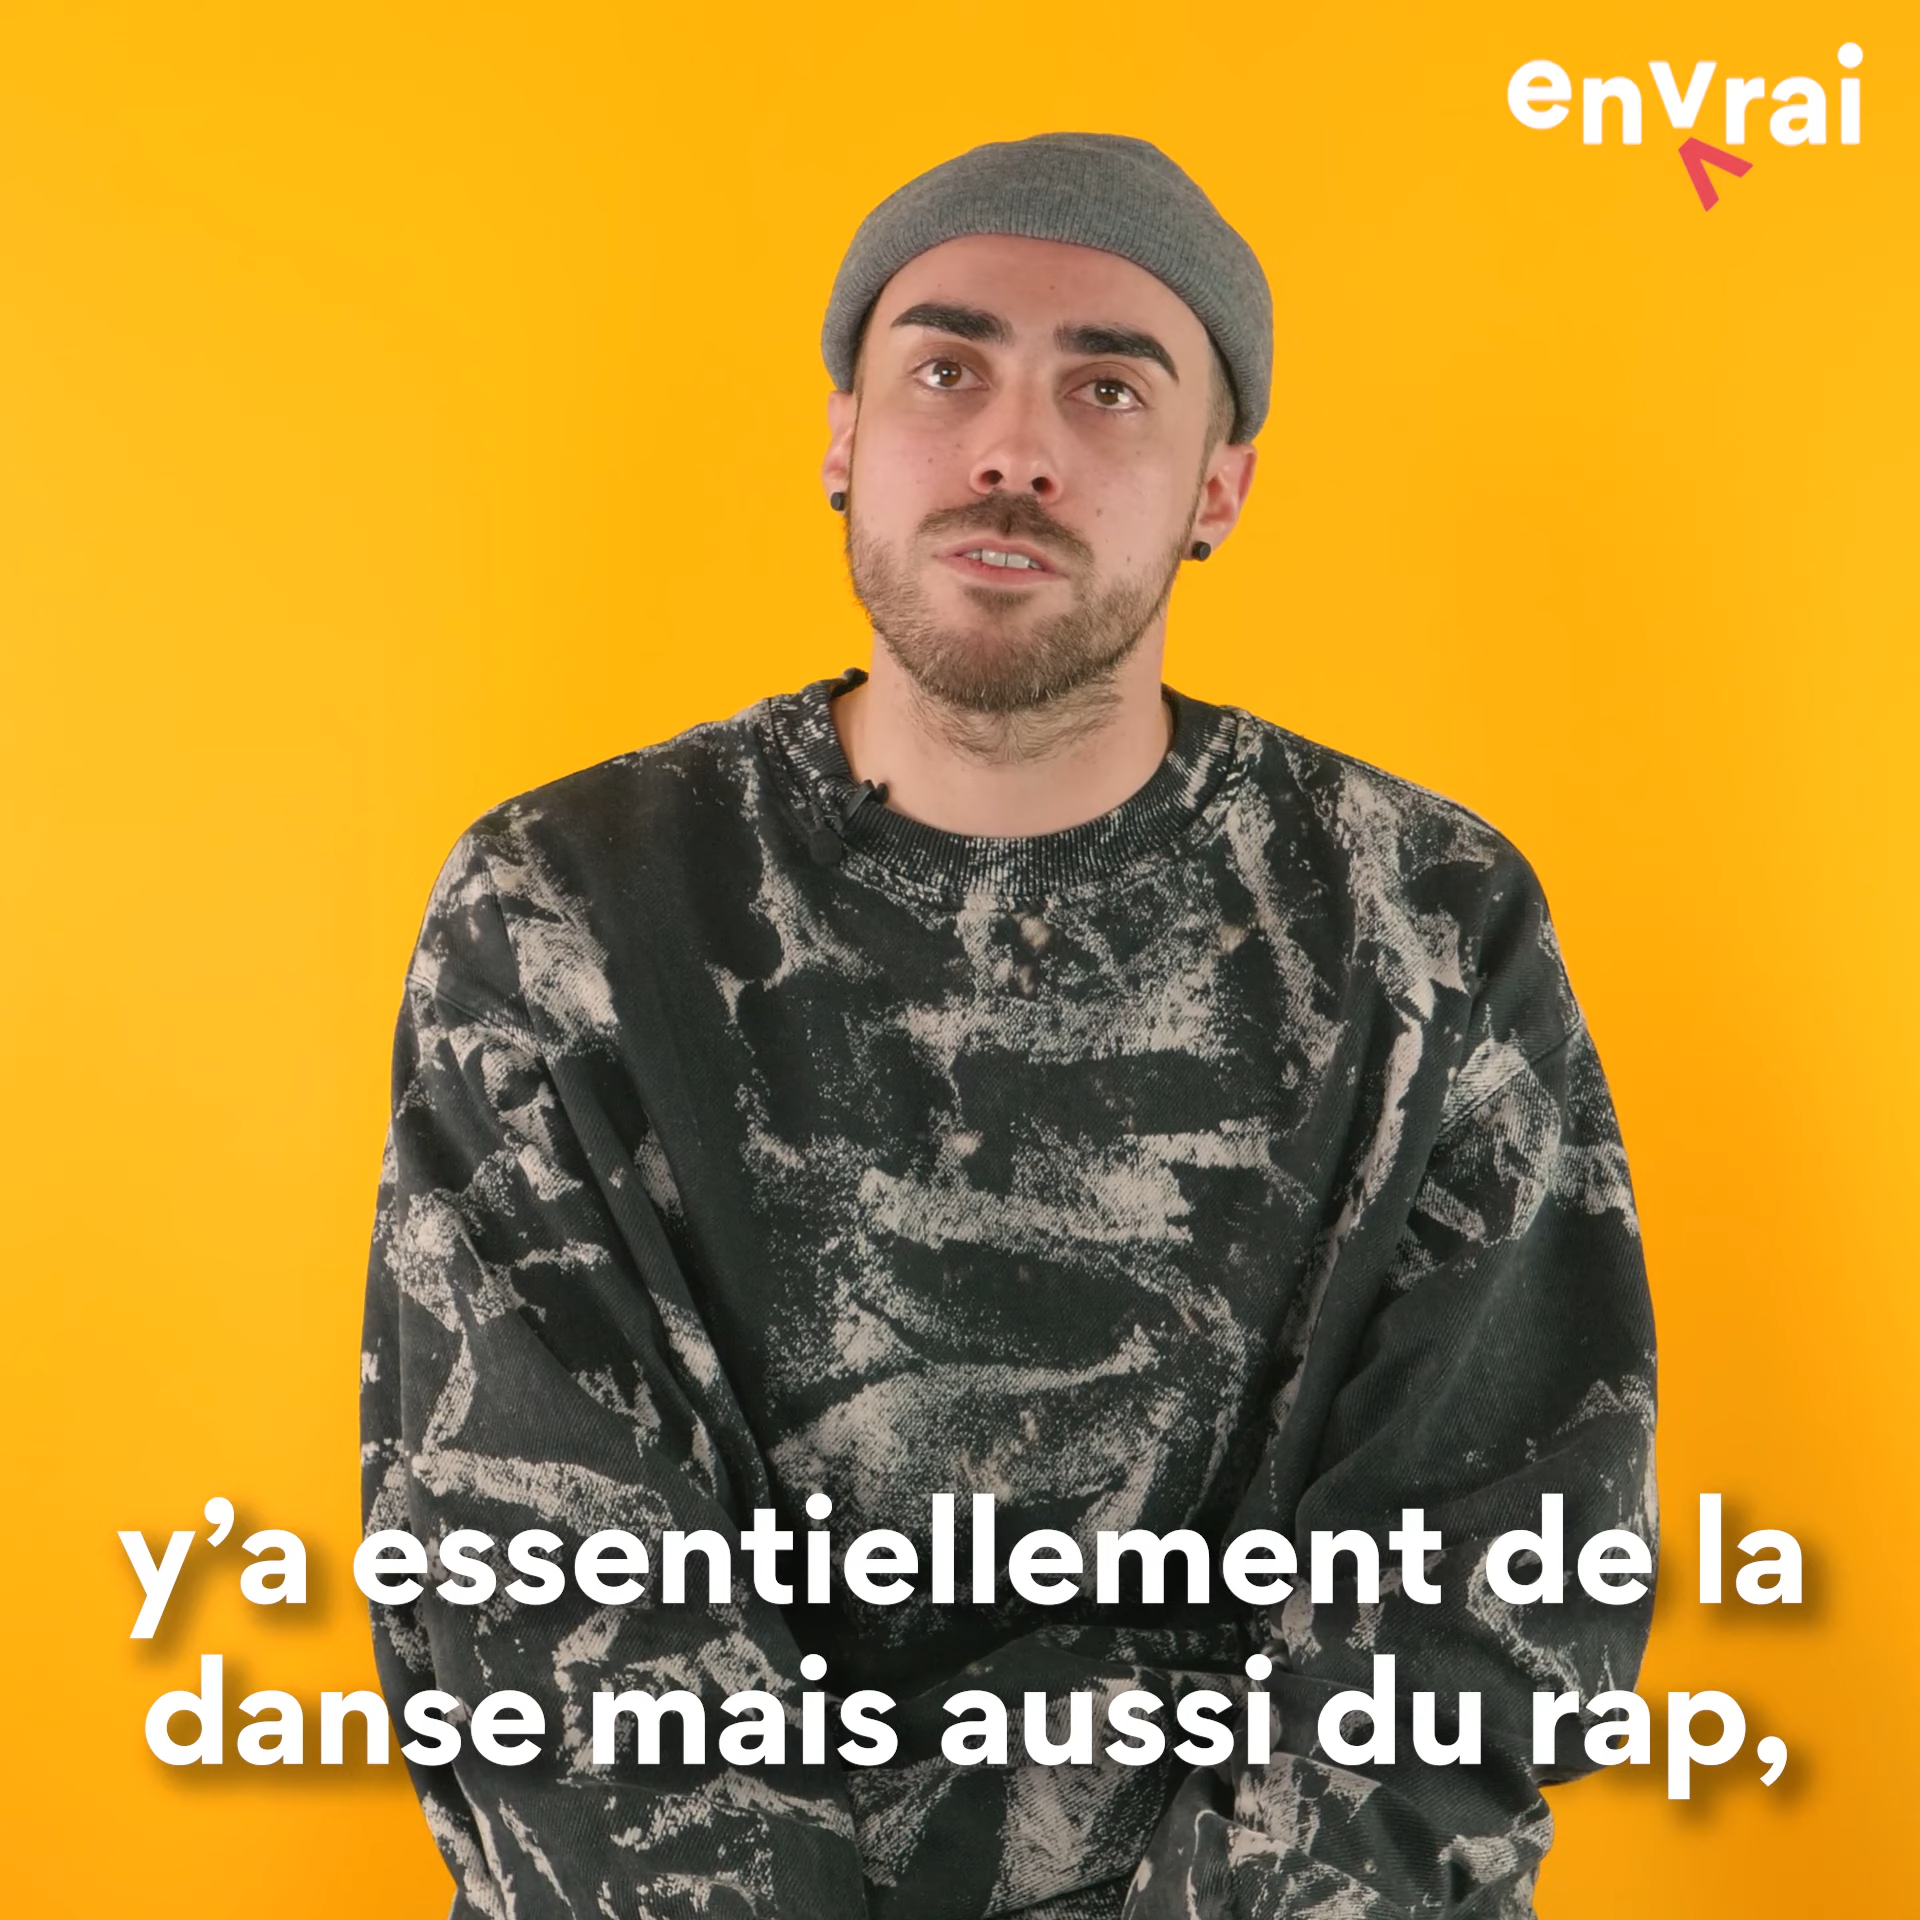 envrai
y’a essentiellement de la
danse mais aussi du rap,